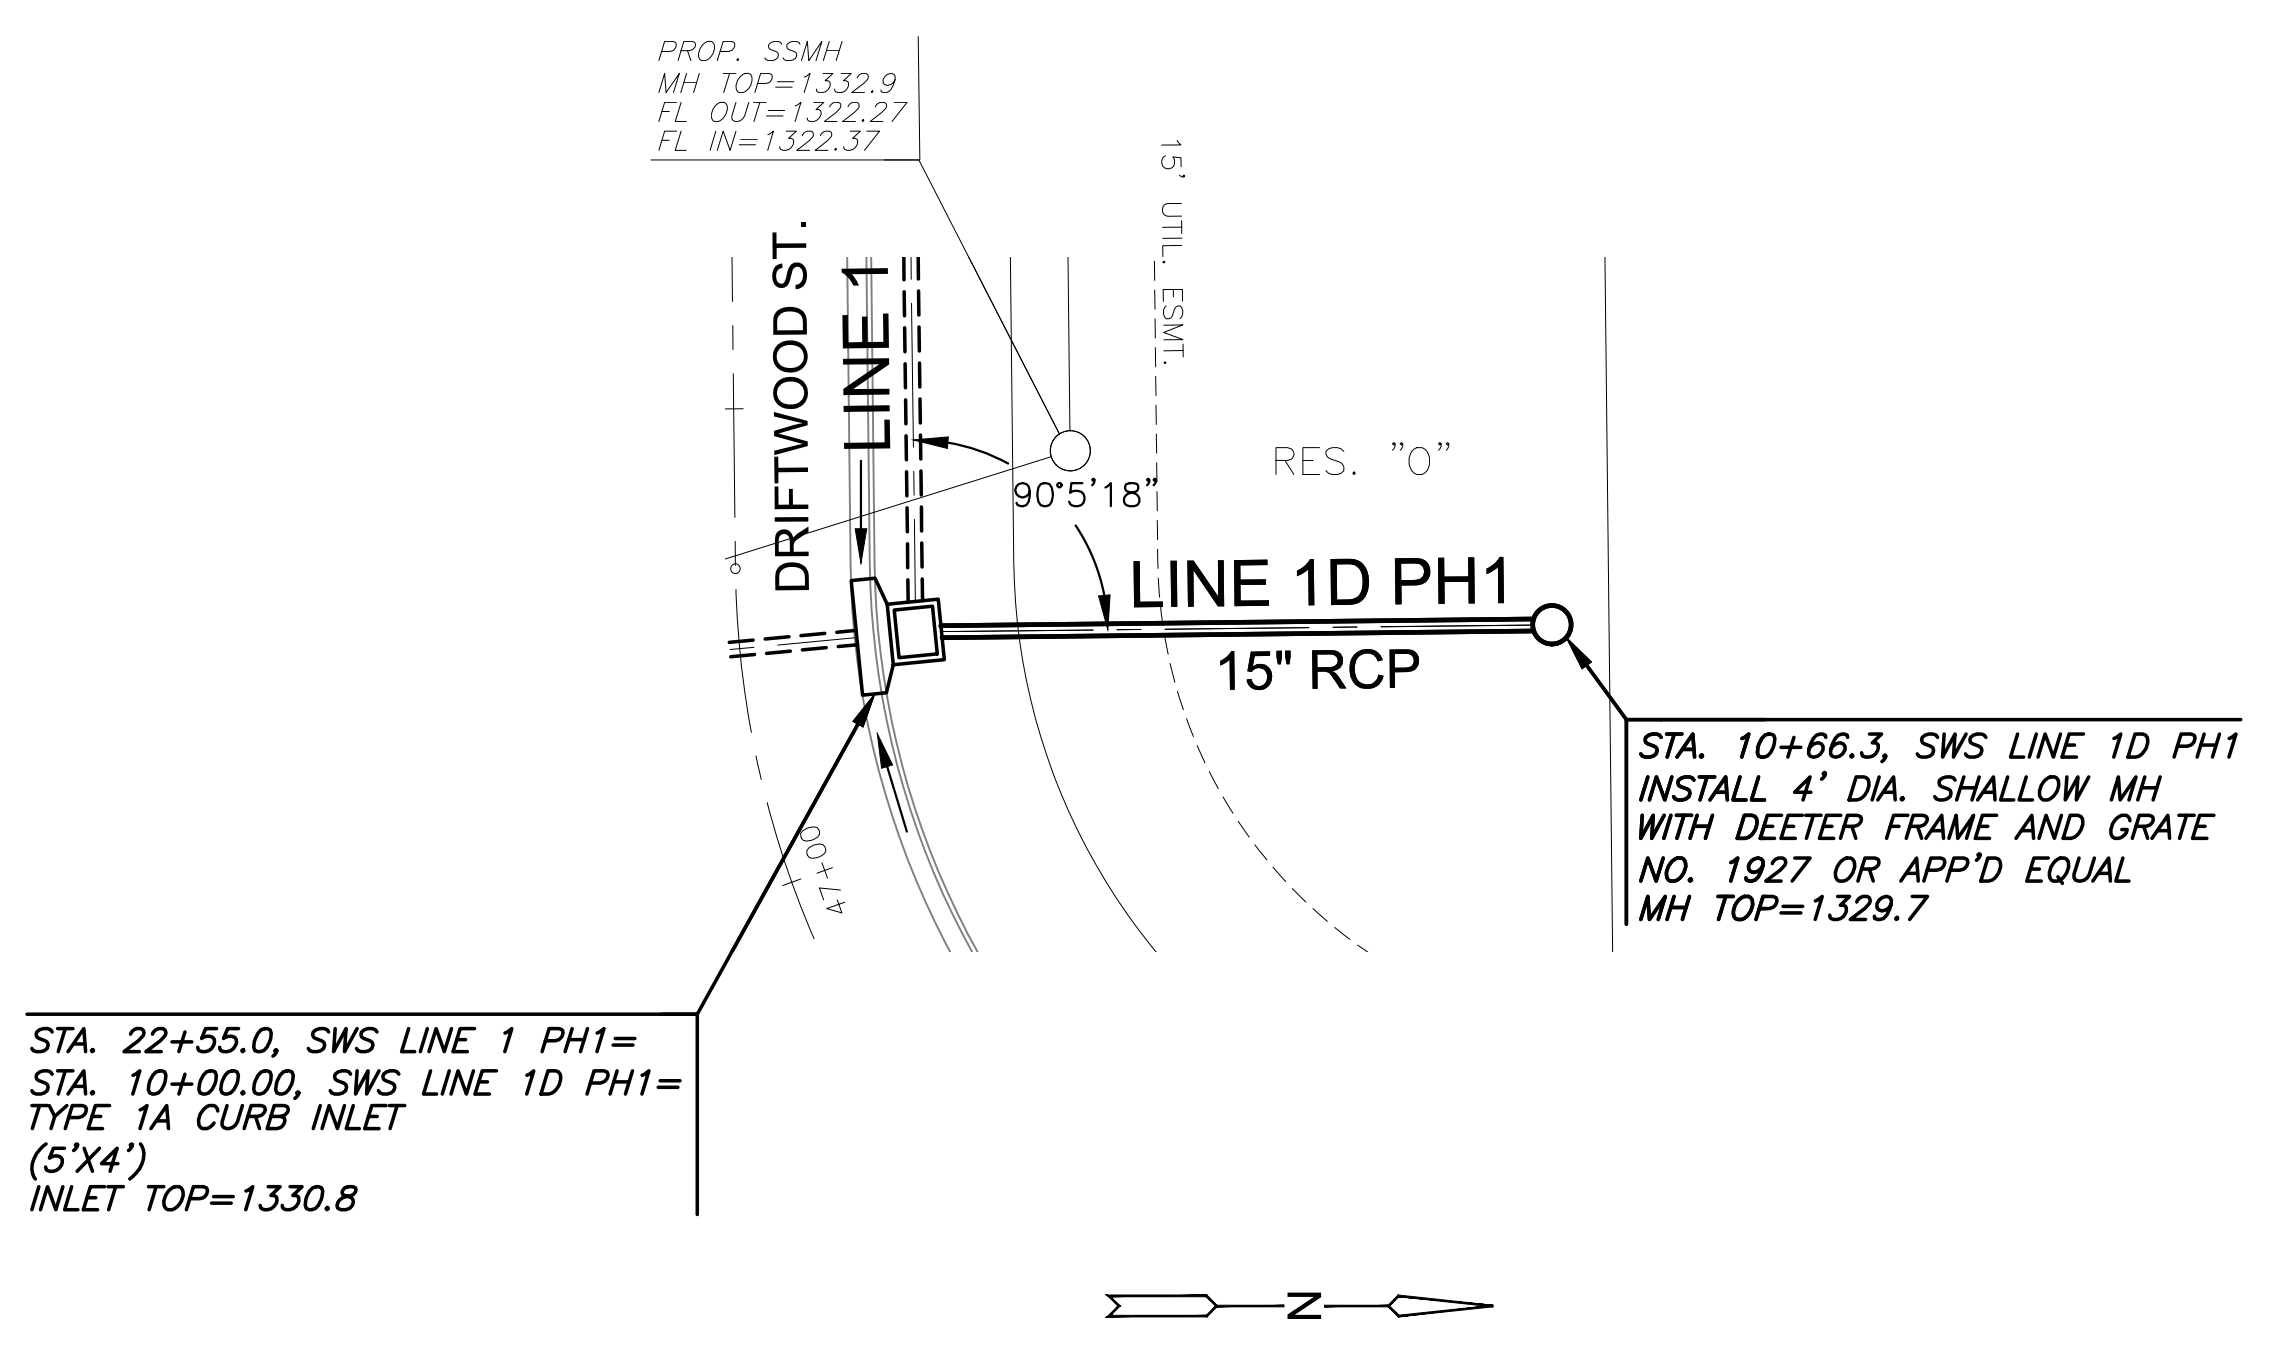 PROP. SSMH
MH TOP=1332.9
FL OUT=1322.27
FL IN=1322.37
15' UTIL. ESMT.
DRIFTWOOD ST.
LINE 1
RES. "O"
90°5'18"
LINE 1D PH1
15" RCP
47+00
STA. 10+66.3, SWS LINE 1D PH1
INSTALL 4' DIA. SHALLOW MH
WITH DEETER FRAME AND GRATE
NO. 1927 OR APP'D EQUAL
MH TOP=1329.7
STA. 22+55.0, SWS LINE 1 PH1=
STA. 10+00.00, SWS LINE 1D PH1=
TYPE 1A CURB INLET
(5'X4')
INLET TOP=1330.8
N